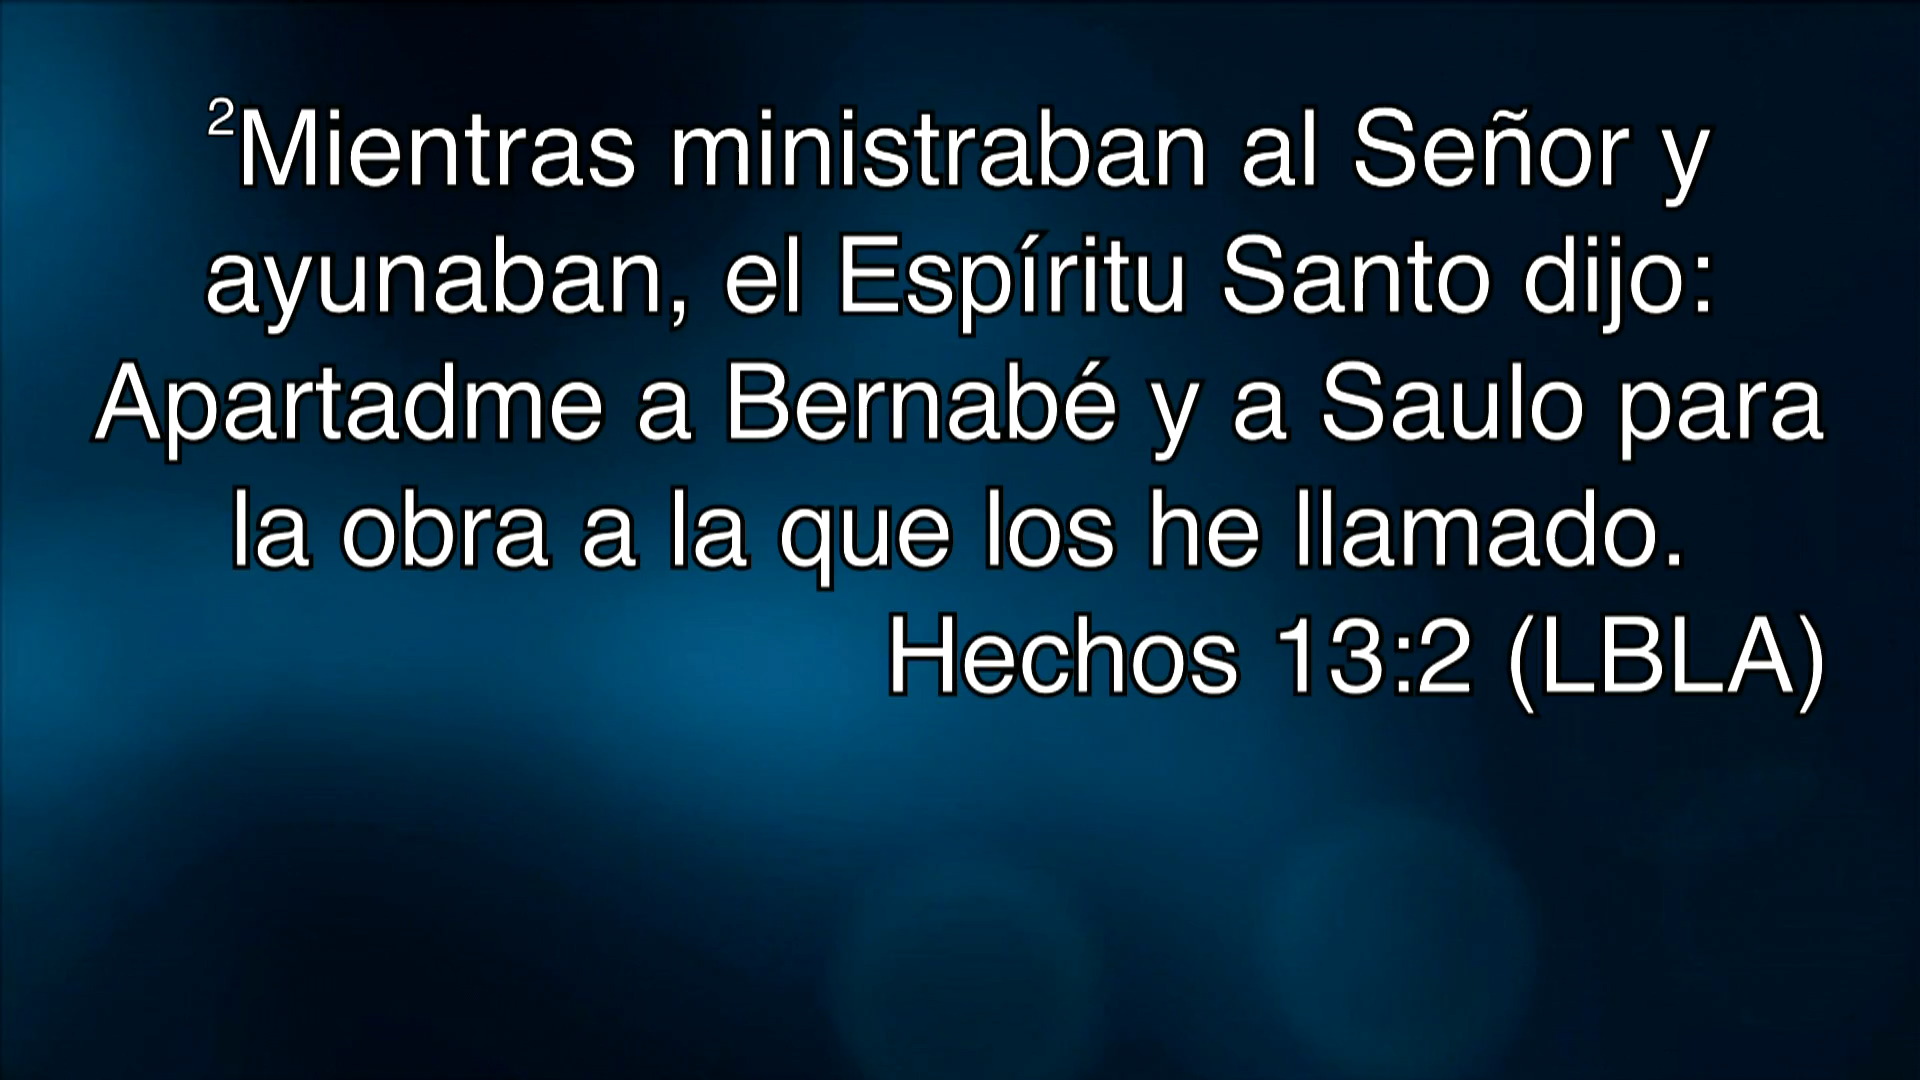 ²Mientras ministraban al Señor y
ayunaban, el Espíritu Santo dijo:
Apartadme a Bernabé y a Saulo para
la obra a la que los he llamado.
Hechos 13:2 (LBLA)